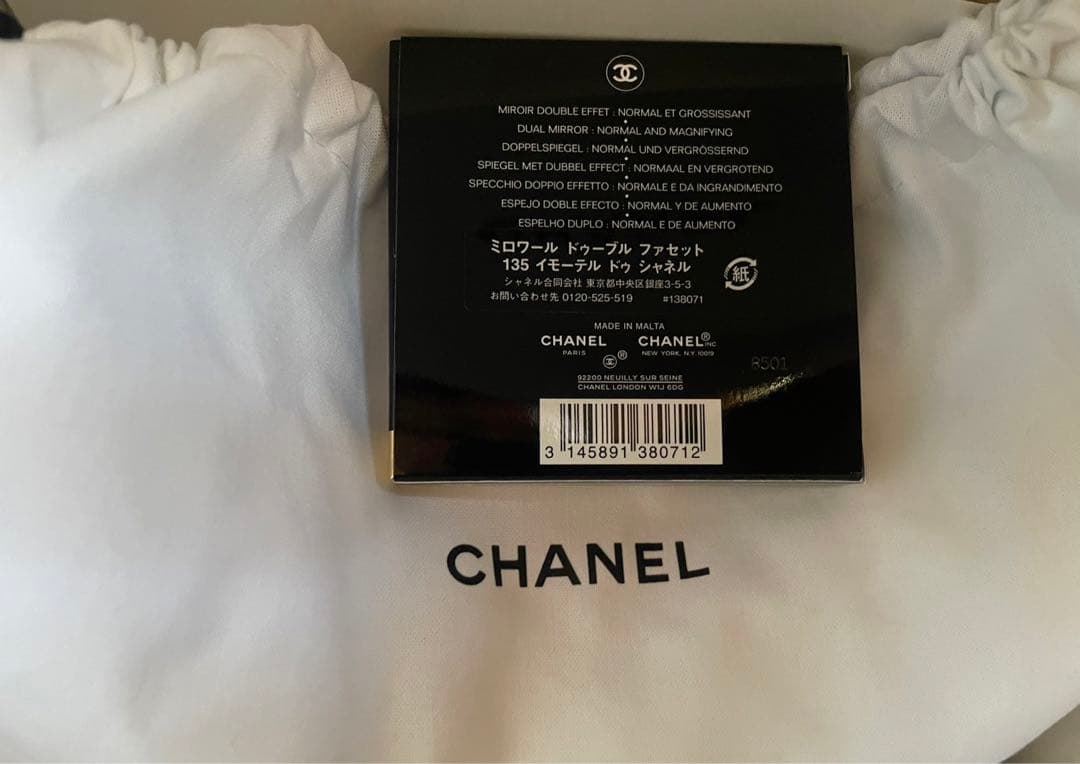 MIROIR DOUBLE EFFET : NORMAL ET GROSSISSANT
DUAL MIRROR : NORMAL AND MAGNIFYING
DOPPELSPIEGEL : NORMAL UND VERGRÖSSERND
SPIEGEL MET DUBBEL EFFECT : NORMAAL EN VERGROTEND
SPECCHIO DOPPIO EFFETTO : NORMALE E DA INGRANDIMENTO
ESPEJO DOBLE EFECTO : NORMAL Y DE AUMENTO
ESPELHO DUPLO : NORMAL E DE AUMENTO
ミロワール ドゥーブル ファセット
135 イモーテル ドゥ シャネル
シャネル合同会社 東京都中央区銀座3-5-3
お問い合わせ先 0120-525-519 #138071
紙
MADE IN MALTA
CHANEL CHANEL® INC
PARIS NEW YORK, N.Y. 10019
®
8501
92200 NEUILLY SUR SEINE
CHANEL LONDON W1J 6DG
3 145891 380712
CHANEL